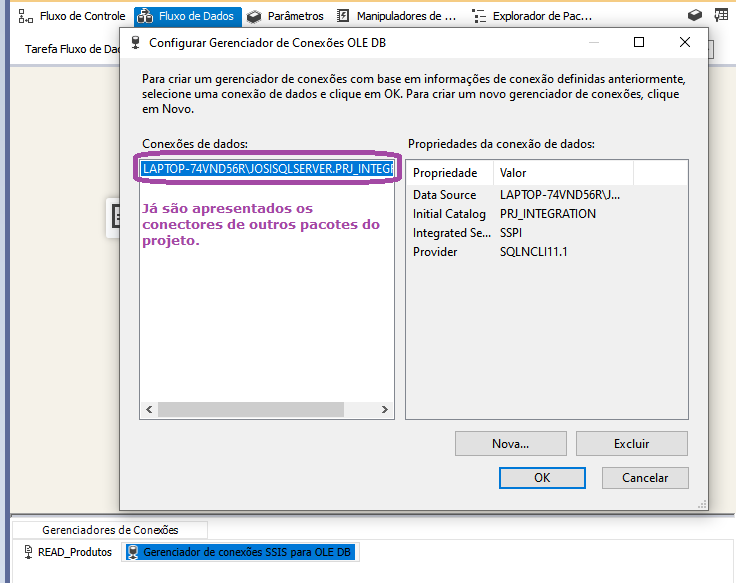 Fluxo de Controle
Fluxo de Dados
Parâmetros
Manipuladores de ...
Explorador de Pac...
Tarefa Fluxo de Da
Configurar Gerenciador de Conexões OLE DB
Para criar um gerenciador de conexões com base em informações de conexão definidas anteriormente,
selecione uma conexão de dados e clique em OK. Para criar um novo gerenciador de conexões, clique
em Novo.
Conexões de dados:
LAPTOP-74VND56R\JOSISQLSERVER.PRJ_INTEGR
Já são apresentados os
conectores de outros pacotes do
projeto.
Propriedades da conexão de dados:
Propriedade Valor
Data Source LAPTOP-74VND56R\J...
Initial Catalog PRJ_INTEGRATION
Integrated Se... SSPI
Provider SQLNCLI11.1
Nova...
Excluir
OK
Cancelar
Gerenciadores de Conexões
READ_Produtos
Gerenciador de conexões SSIS para OLE DB